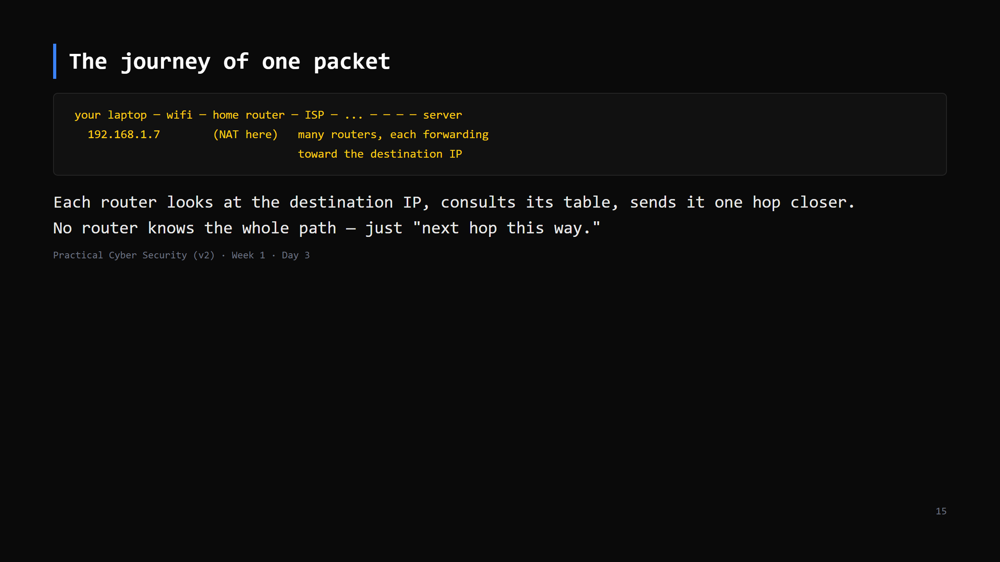 The journey of one packet
your laptop — wifi — home router — ISP — ... — — — — server
192.168.1.7        (NAT here)   many routers, each forwarding
toward the destination IP
Each router looks at the destination IP, consults its table, sends it one hop closer.
No router knows the whole path — just "next hop this way."
Practical Cyber Security (v2) · Week 1 · Day 3
15